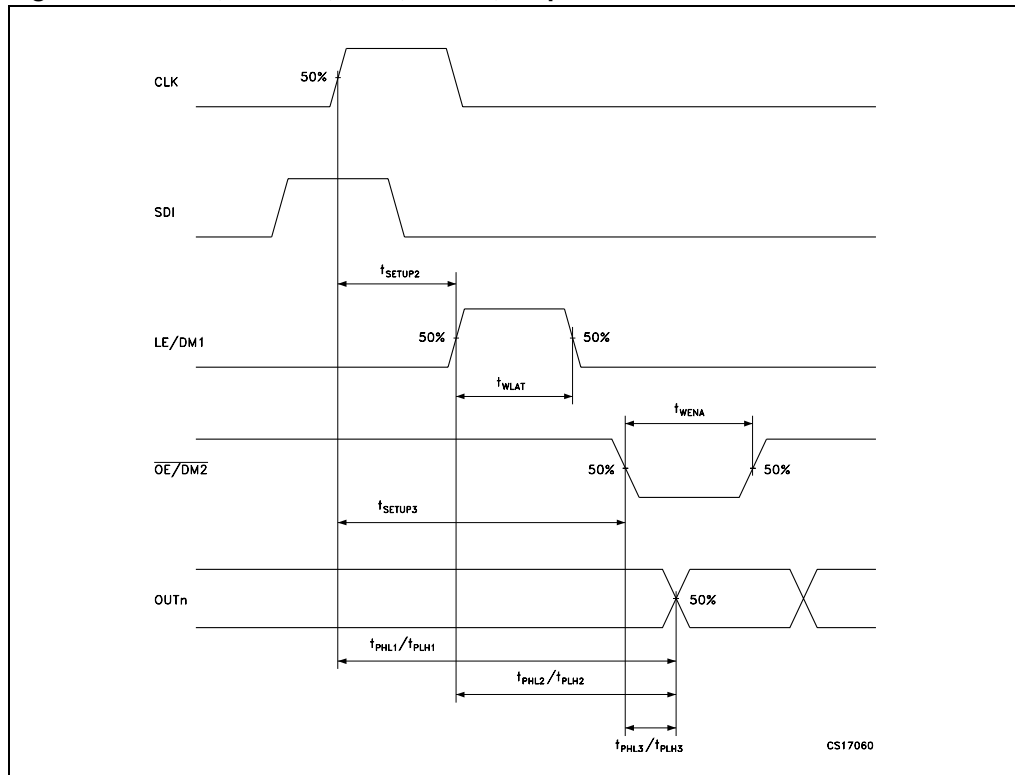 CLK
50%
SDI
tSETUP2
LE/DM1
50%
50%
tWLAT
tWENA
OE/DM2
50%
50%
tSETUP3
OUTn
50%
tPHL1/tPLH1
tPHL2/tPLH2
tPHL3/tPLH3
CS17060